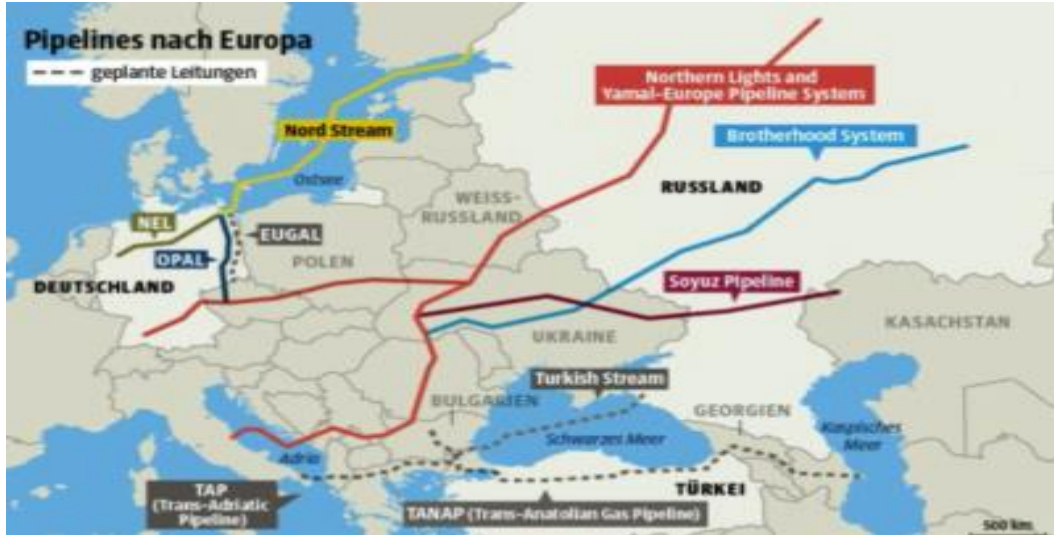 Pipelines nach Europa
geplante Leitungen
Northern Lights and
Yamal-Europe Pipeline System
Nord Stream
Brotherhood System
Ostsee
WEISS-
RUSSLAND
RUSSLAND
NEL
EUGAL
OPAL
POLEN
DEUTSCHLAND
Soyuz Pipeline
KASACHSTAN
UKRAINE
Turkish Stream
BULGARIEN
GEORGIEN
Kaspisches
Meer
Schwarzes Meer
Adria
TAP
(Trans-Adriatic
Pipeline)
TÜRKEI
TANAP (Trans-Anatolian Gas Pipeline)
500 km